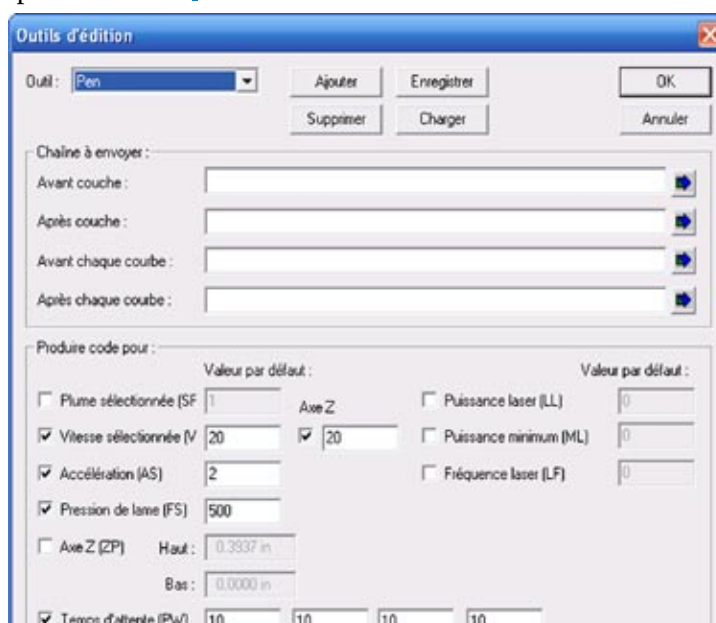 Outils d'édition
Outil : Pen Ajouter Enregistrer OK
Supprimer Charger Annuler
Chaîne à envoyer :
Avant couche :
Après couche :
Avant chaque courbe :
Après chaque courbe :
Produire code pour :
Valeur par défaut : Valeur par défaut :
Plume sélectionnée (SF 1 Axe Z Puissance laser (LL) 0
Vitesse sélectionnée (V 20 20 Puissance minimum (ML) 0
Accélération (AS) 2 Fréquence laser (LF) 0
Pression de lame (FS) 500
Axe Z (ZP) Haut : 0.3937 in
Bas : 0.0000 in
Temps d'attente (PW) 10 10 10 10